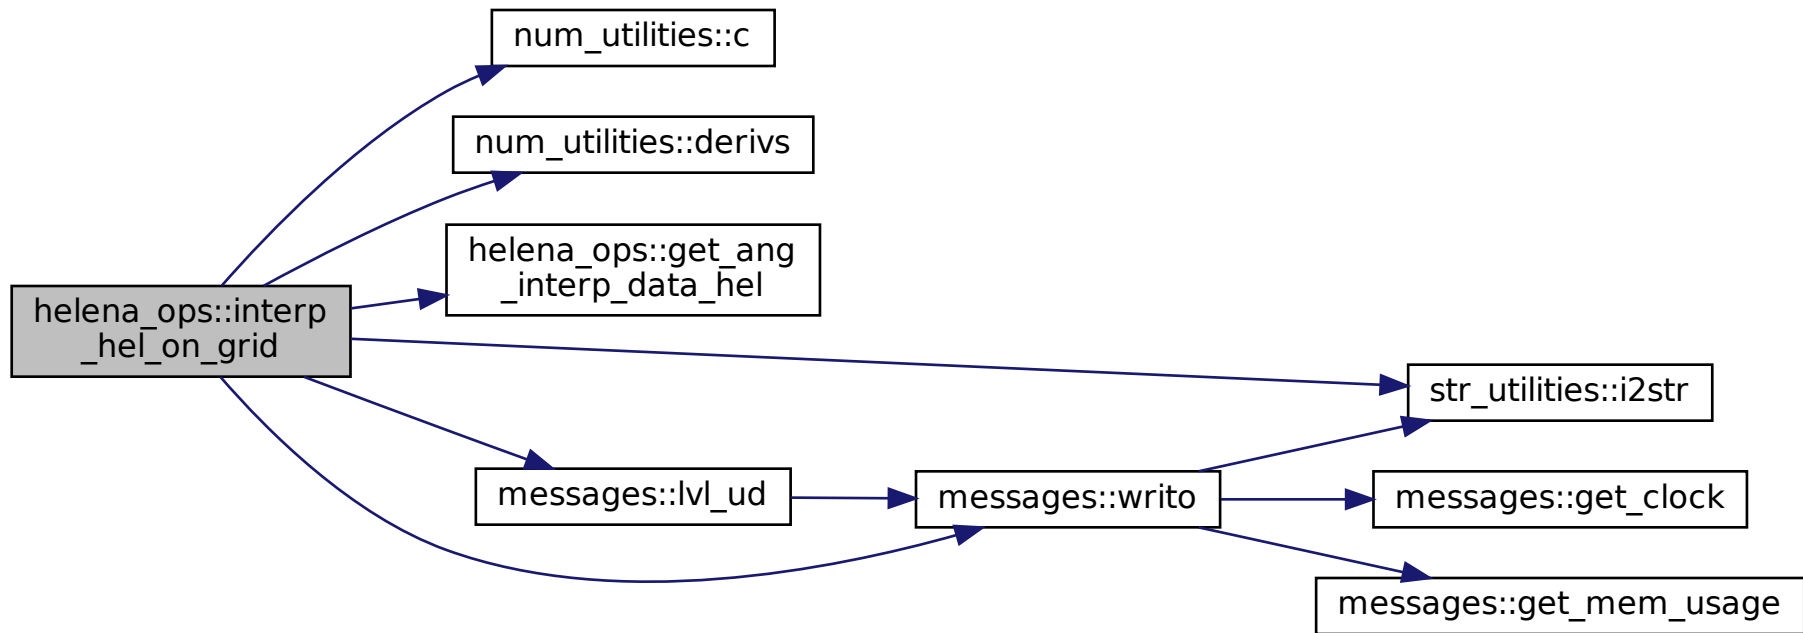 num_utilities::c
num_utilities::derivs
helena_ops::get_ang
_interp_data_hel
helena_ops::interp
_hel_on_grid
str_utilities::i2str
messages::lvl_ud
messages::writo
messages::get_clock
messages::get_mem_usage